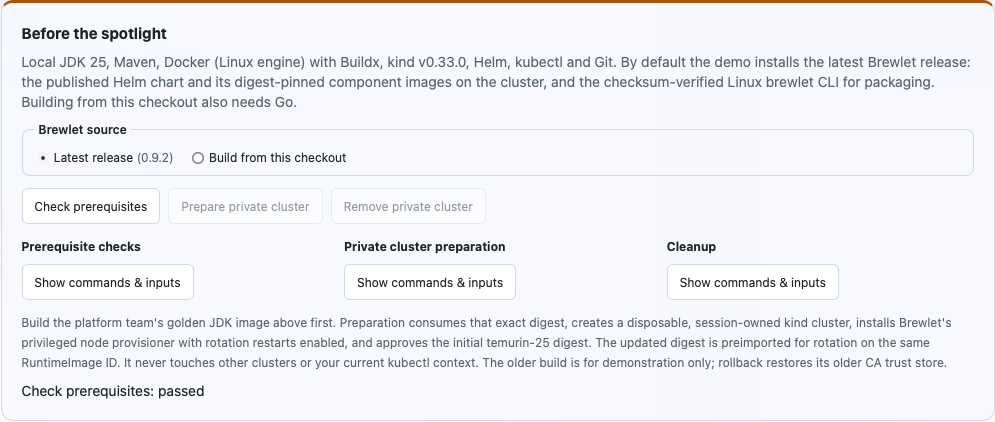 Before the spotlight
Local JDK 25, Maven, Docker (Linux engine) with Buildx, kind v0.33.0, Helm, kubectl and Git. By default the demo installs the latest Brewlet release:
the published Helm chart and its digest-pinned component images on the cluster, and the checksum-verified Linux brewlet CLI for packaging.
Building from this checkout also needs Go.
Brewlet source
Latest release (0.9.2) Build from this checkout
Check prerequisites Prepare private cluster Remove private cluster
Prerequisite checks Private cluster preparation Cleanup
Show commands & inputs Show commands & inputs Show commands & inputs
Build the platform team's golden JDK image above first. Preparation consumes that exact digest, creates a disposable, session-owned kind cluster, installs Brewlet's
privileged node provisioner with rotation restarts enabled, and approves the initial temurin-25 digest. The updated digest is preimported for rotation on the same
RuntimeImage ID. It never touches other clusters or your current kubectl context. The older build is for demonstration only; rollback restores its older CA trust store.
Check prerequisites: passed